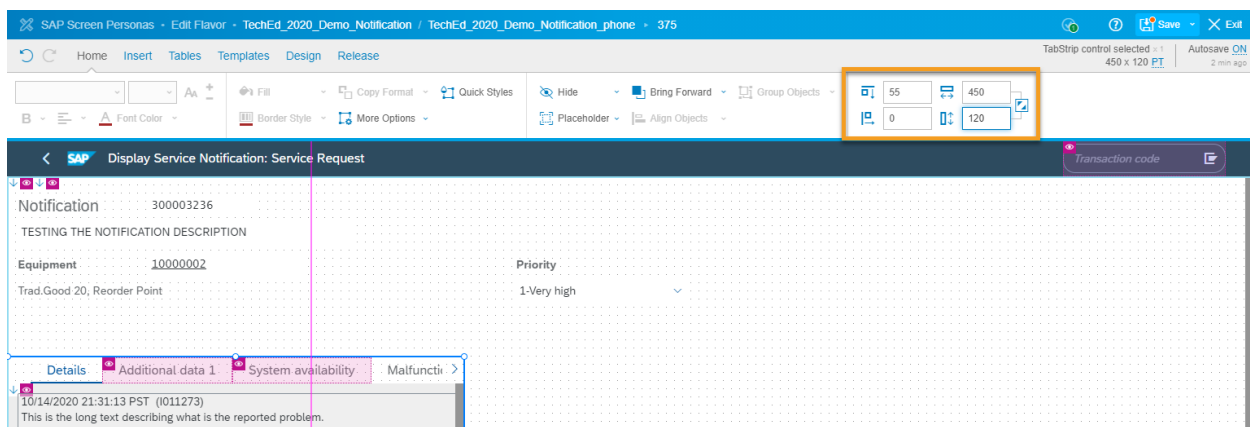 SAP Screen Personas - Edit Flavor - TechEd_2020_Demo_Notification / TechEd_2020_Demo_Notification_phone 375 Save Exit
Home Insert Tables Templates Design Release TabStrip control selected x 1 Autosave ON
450 x 120 PT 2 min ago
AA Fill Copy Format Quick Styles Hide Bring Forward Group Objects 55 450
B A Font Color Border Style More Options Placeholder Align Objects 0 120
SAP Display Service Notification: Service Request Transaction code
Notification 300003236
TESTING THE NOTIFICATION DESCRIPTION
Equipment 10000002 Priority
Trad.Good 20, Reorder Point 1-Very high
Details Additional data 1 System availability Malfuncti
10/14/2020 21:31:13 PST (I011273)
This is the long text describing what is the reported problem.